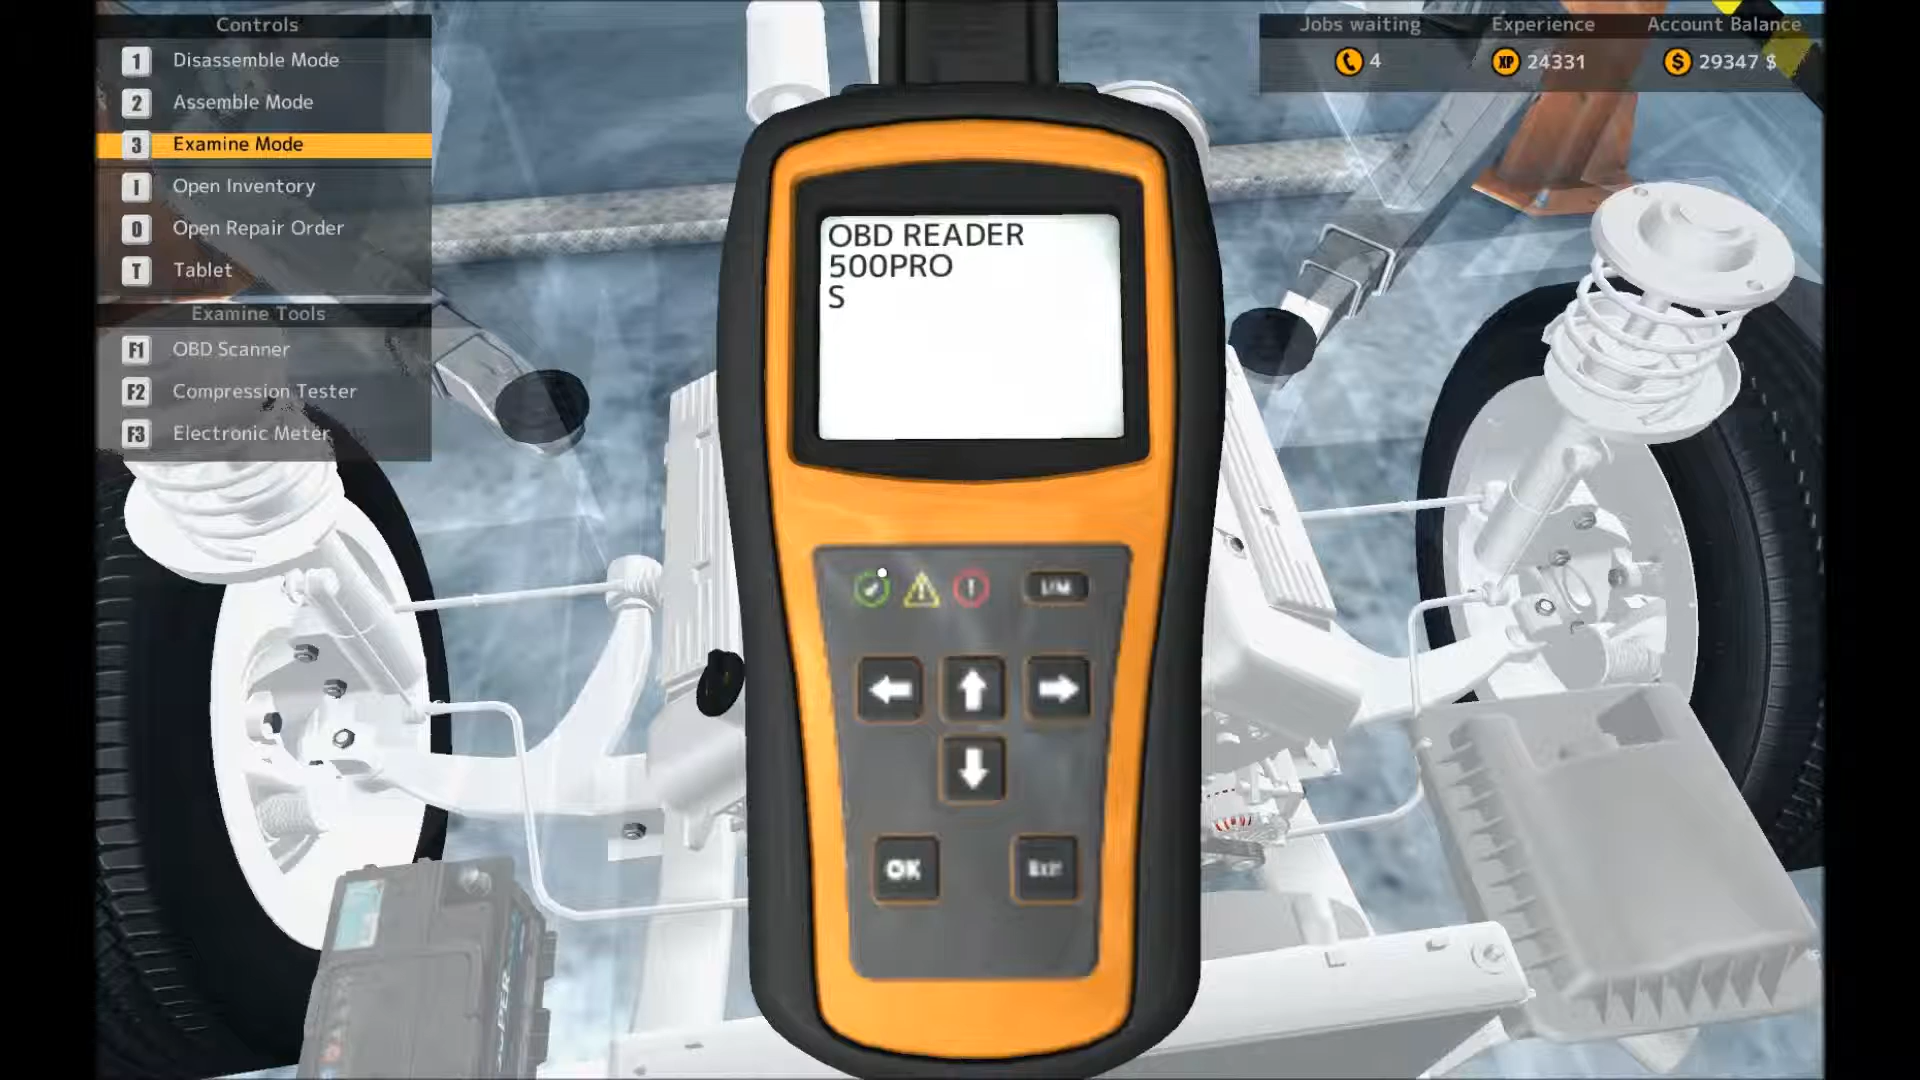 Controls
1 Disassemble Mode
2 Assemble Mode
3 Examine Mode
I Open Inventory
O Open Repair Order
T Tablet
Examine Tools
F1 OBD Scanner
F2 Compression Tester
F3 Electronic Meter
Jobs waiting Experience Account Balance
4 XP 24331 $ 29347 $
OBD READER
500PRO
S
I/M
OK Exit